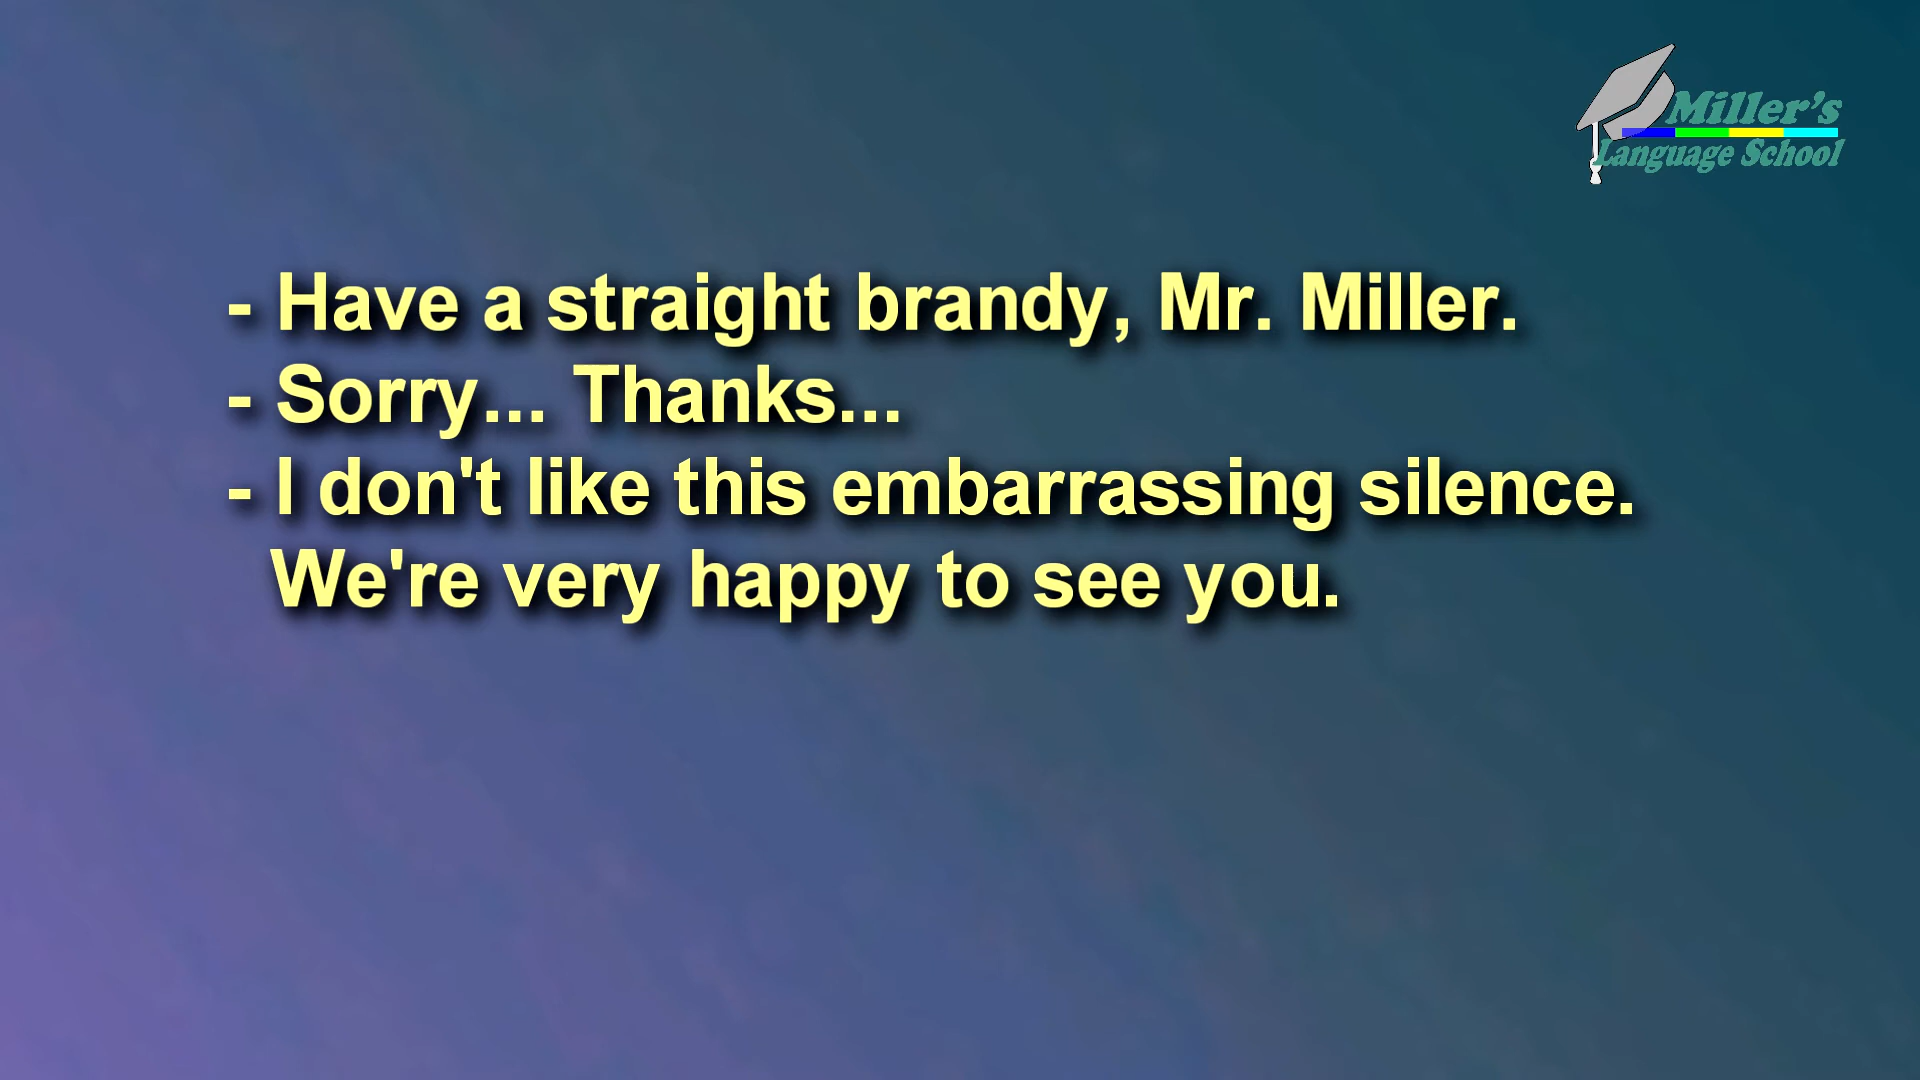 Miller's
Language School
- Have a straight brandy, Mr. Miller.
- Sorry... Thanks...
- I don't like this embarrassing silence.
We're very happy to see you.